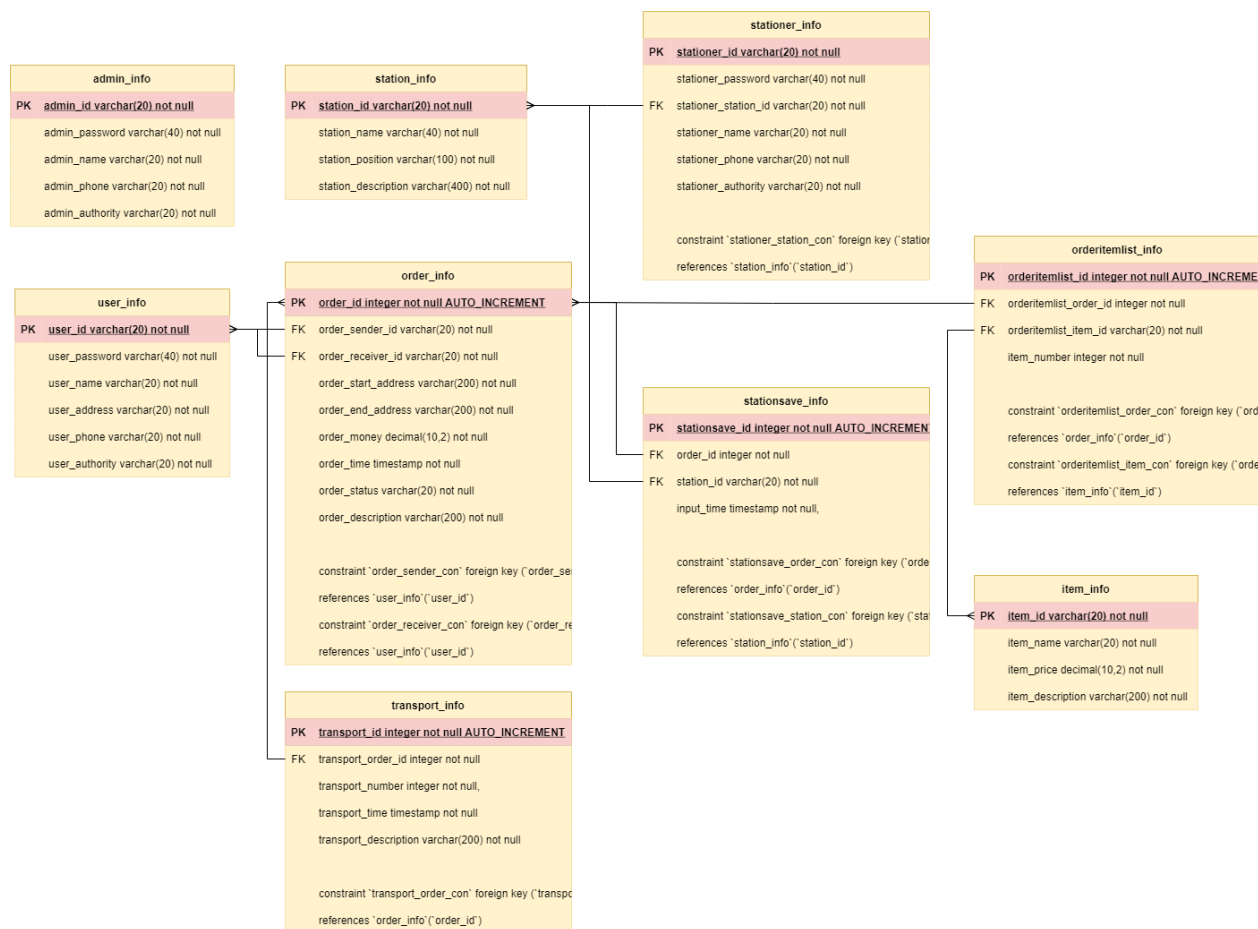 admin_info
PK admin_id varchar(20) not null
admin_password varchar(40) not null
admin_name varchar(20) not null
admin_phone varchar(20) not null
admin_authority varchar(20) not null
station_info
PK station_id varchar(20) not null
station_name varchar(40) not null
station_position varchar(100) not null
station_description varchar(400) not null
stationer_info
PK stationer_id varchar(20) not null
stationer_password varchar(40) not null
FK stationer_station_id varchar(20) not null
stationer_name varchar(20) not null
stationer_phone varchar(20) not null
stationer_authority varchar(20) not null
constraint `stationer_station_con` foreign key (`station
references `station_info`(`station_id`)
user_info
PK user_id varchar(20) not null
user_password varchar(40) not null
user_name varchar(20) not null
user_address varchar(20) not null
user_phone varchar(20) not null
user_authority varchar(20) not null
order_info
PK order_id integer not null AUTO_INCREMENT
FK order_sender_id varchar(20) not null
FK order_receiver_id varchar(20) not null
order_start_address varchar(200) not null
order_end_address varchar(200) not null
order_money decimal(10,2) not null
order_time timestamp not null
order_status varchar(20) not null
order_description varchar(200) not null
constraint `order_sender_con` foreign key (`order_se
references `user_info`(`user_id`)
constraint `order_receiver_con` foreign key (`order_re
references `user_info`(`user_id`)
orderitemlist_info
PK orderitemlist_id integer not null AUTO_INCREME
FK orderitemlist_order_id integer not null
FK orderitemlist_item_id varchar(20) not null
item_number integer not null
constraint `orderitemlist_order_con` foreign key (`ord
references `order_info`(`order_id`)
constraint `orderitemlist_item_con` foreign key (`orde
references `item_info`(`item_id`)
stationsave_info
PK stationsave_id integer not null AUTO_INCREMENT
FK order_id integer not null
FK station_id varchar(20) not null
input_time timestamp not null,
constraint `stationsave_order_con` foreign key (`orde
references `order_info`(`order_id`)
constraint `stationsave_station_con` foreign key (`sta
references `station_info`(`station_id`)
item_info
PK item_id varchar(20) not null
item_name varchar(20) not null
item_price decimal(10,2) not null
item_description varchar(200) not null
transport_info
PK transport_id integer not null AUTO_INCREMENT
FK transport_order_id integer not null
transport_number integer not null,
transport_time timestamp not null
transport_description varchar(200) not null
constraint `transport_order_con` foreign key (`transpo
references `order_info`(`order_id`)